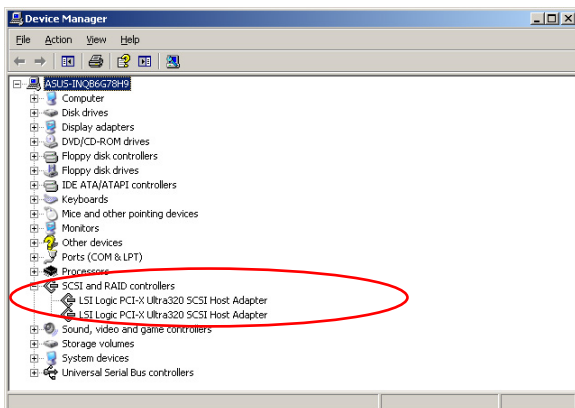 Device Manager
File Action View Help
ASUS-INQB6G78H9
Computer
Disk drives
Display adapters
DVD/CD-ROM drives
Floppy disk controllers
Floppy disk drives
IDE ATA/ATAPI controllers
Keyboards
Mice and other pointing devices
Monitors
Other devices
Ports (COM & LPT)
Processors
SCSI and RAID controllers
LSI Logic PCI-X Ultra320 SCSI Host Adapter
LSI Logic PCI-X Ultra320 SCSI Host Adapter
Sound, video and game controllers
Storage volumes
System devices
Universal Serial Bus controllers